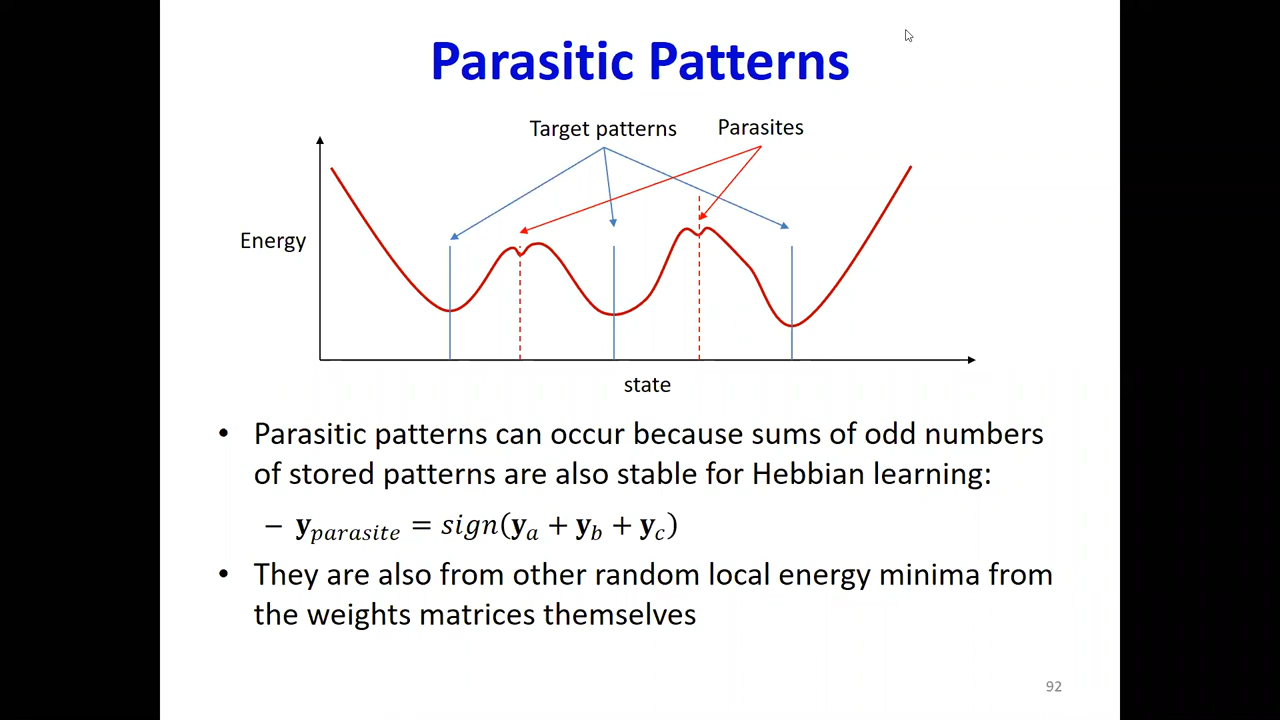 Parasitic Patterns
Target patterns
Parasites
Energy
state
• Parasitic patterns can occur because sums of odd numbers
of stored patterns are also stable for Hebbian learning:
– y_parasite = sign(y_a + y_b + y_c)
• They are also from other random local energy minima from
the weights matrices themselves
92